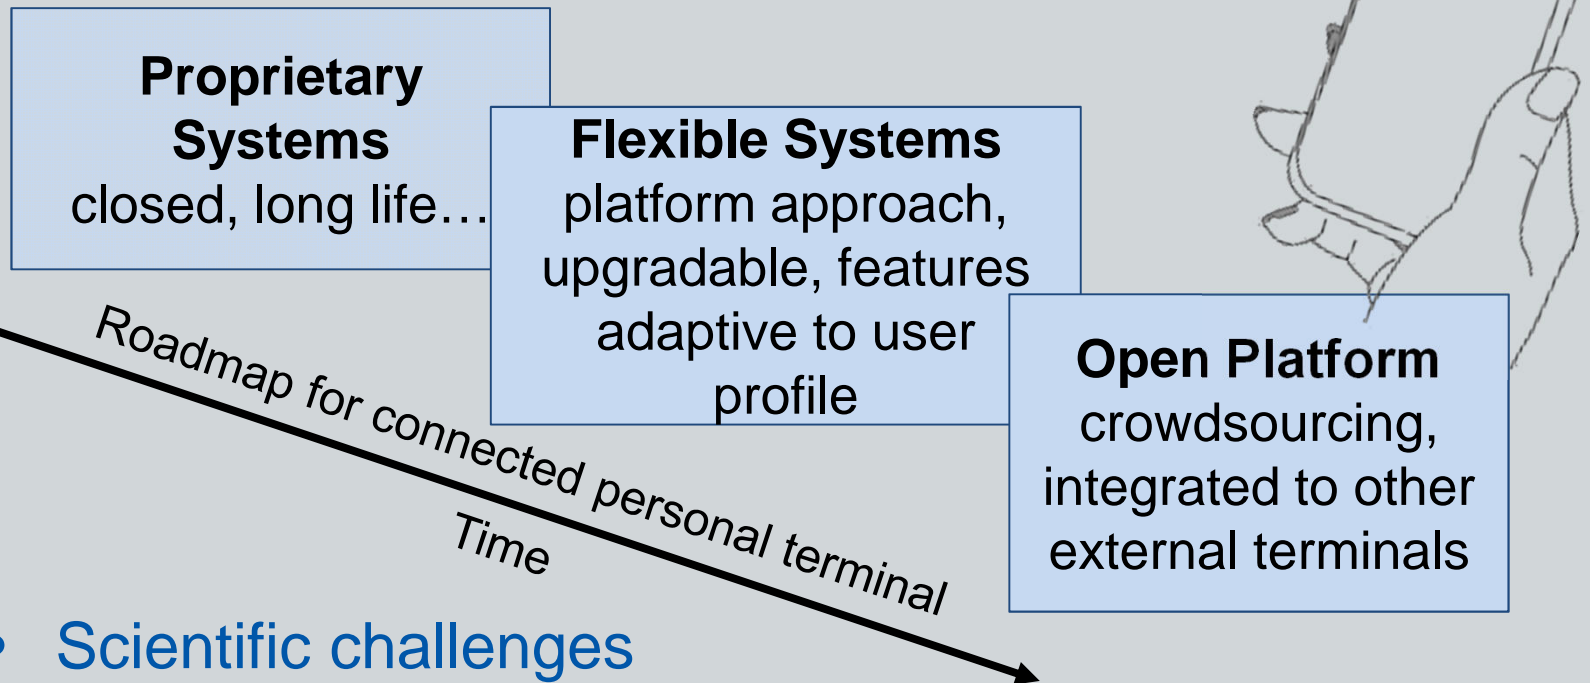 Proprietary
Systems
closed, long life…
Flexible Systems
platform approach,
upgradable, features
adaptive to user
profile
Open Platform
crowdsourcing,
integrated to other
external terminals
Roadmap for connected personal terminal
Time
• Scientific challenges